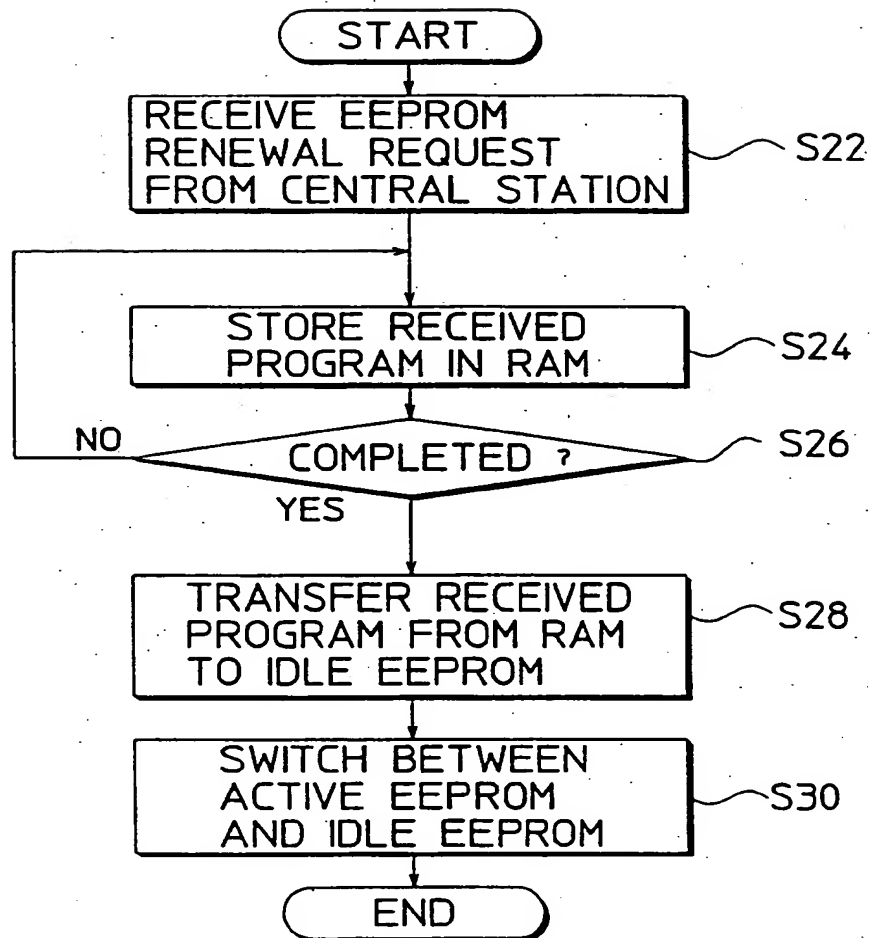 START
RECEIVE EEPROM
RENEWAL REQUEST
FROM CENTRAL STATION
S22
STORE RECEIVED
PROGRAM IN RAM
S24
NO
COMPLETED ?
S26
YES
TRANSFER RECEIVED
PROGRAM FROM RAM
TO IDLE EEPROM
S28
SWITCH BETWEEN
ACTIVE EEPROM
AND IDLE EEPROM
S30
END